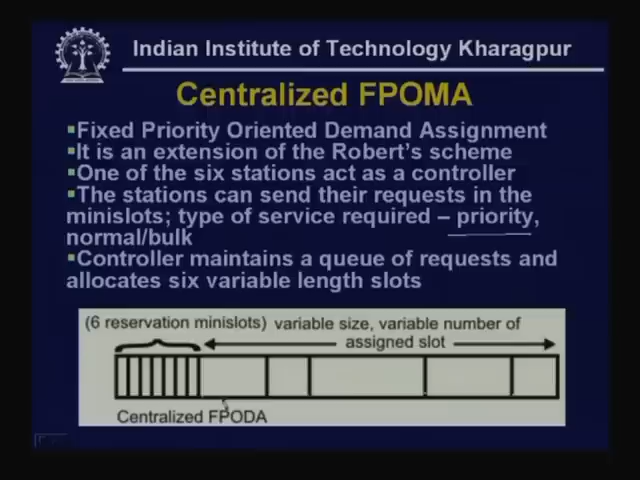 Indian Institute of Technology Kharagpur
Centralized FPOMA
Fixed Priority Oriented Demand Assignment
It is an extension of the Robert's scheme
One of the six stations act as a controller
The stations can send their requests in the
minislots; type of service required – priority,
normal/bulk
Controller maintains a queue of requests and
allocates six variable length slots
(6 reservation minislots) variable size, variable number of
assigned slot
Centralized FPODA